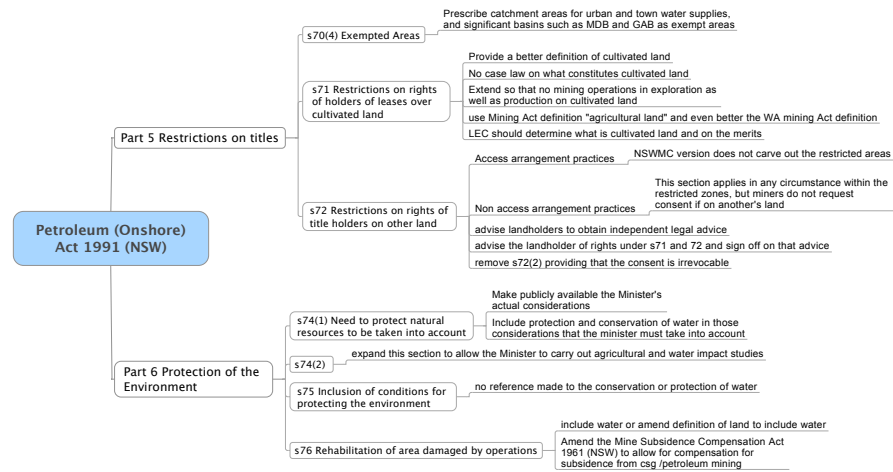 Petroleum (Onshore)
Act 1991 (NSW)
Part 5 Restrictions on titles
s70(4) Exempted Areas
Prescribe catchment areas for urban and town water supplies,
and significant basins such as MDB and GAB as exempt areas
s71 Restrictions on rights
of holders of leases over
cultivated land
Provide a better definition of cultivated land
No case law on what constitutes cultivated land
Extend so that no mining operations in exploration as
well as production on cultivated land
use Mining Act definition "agricultural land" and even better the WA mining Act definition
LEC should determine what is cultivated land and on the merits
s72 Restrictions on rights of
title holders on other land
Access arrangement practices
NSWMC version does not carve out the restricted areas
Non access arrangement practices
This section applies in any circumstance within the
restricted zones, but miners do not request
consent if on another's land
advise landholders to obtain independent legal advice
advise the landholder of rights under s71 and 72 and sign off on that advice
remove s72(2) providing that the consent is irrevocable
Part 6 Protection of the
Environment
s74(1) Need to protect natural
resources to be taken into account
Make publicly available the Minister's
actual considerations
Include protection and conservation of water in those
considerations that the minister must take into account
s74(2)
expand this section to allow the Minister to carry out agricultural and water impact studies
s75 Inclusion of conditions for
protecting the environment
no reference made to the conservation or protection of water
s76 Rehabilitation of area damaged by operations
include water or amend definition of land to include water
Amend the Mine Subsidence Compensation Act
1961 (NSW) to allow for compensation for
subsidence from csg /petroleum mining